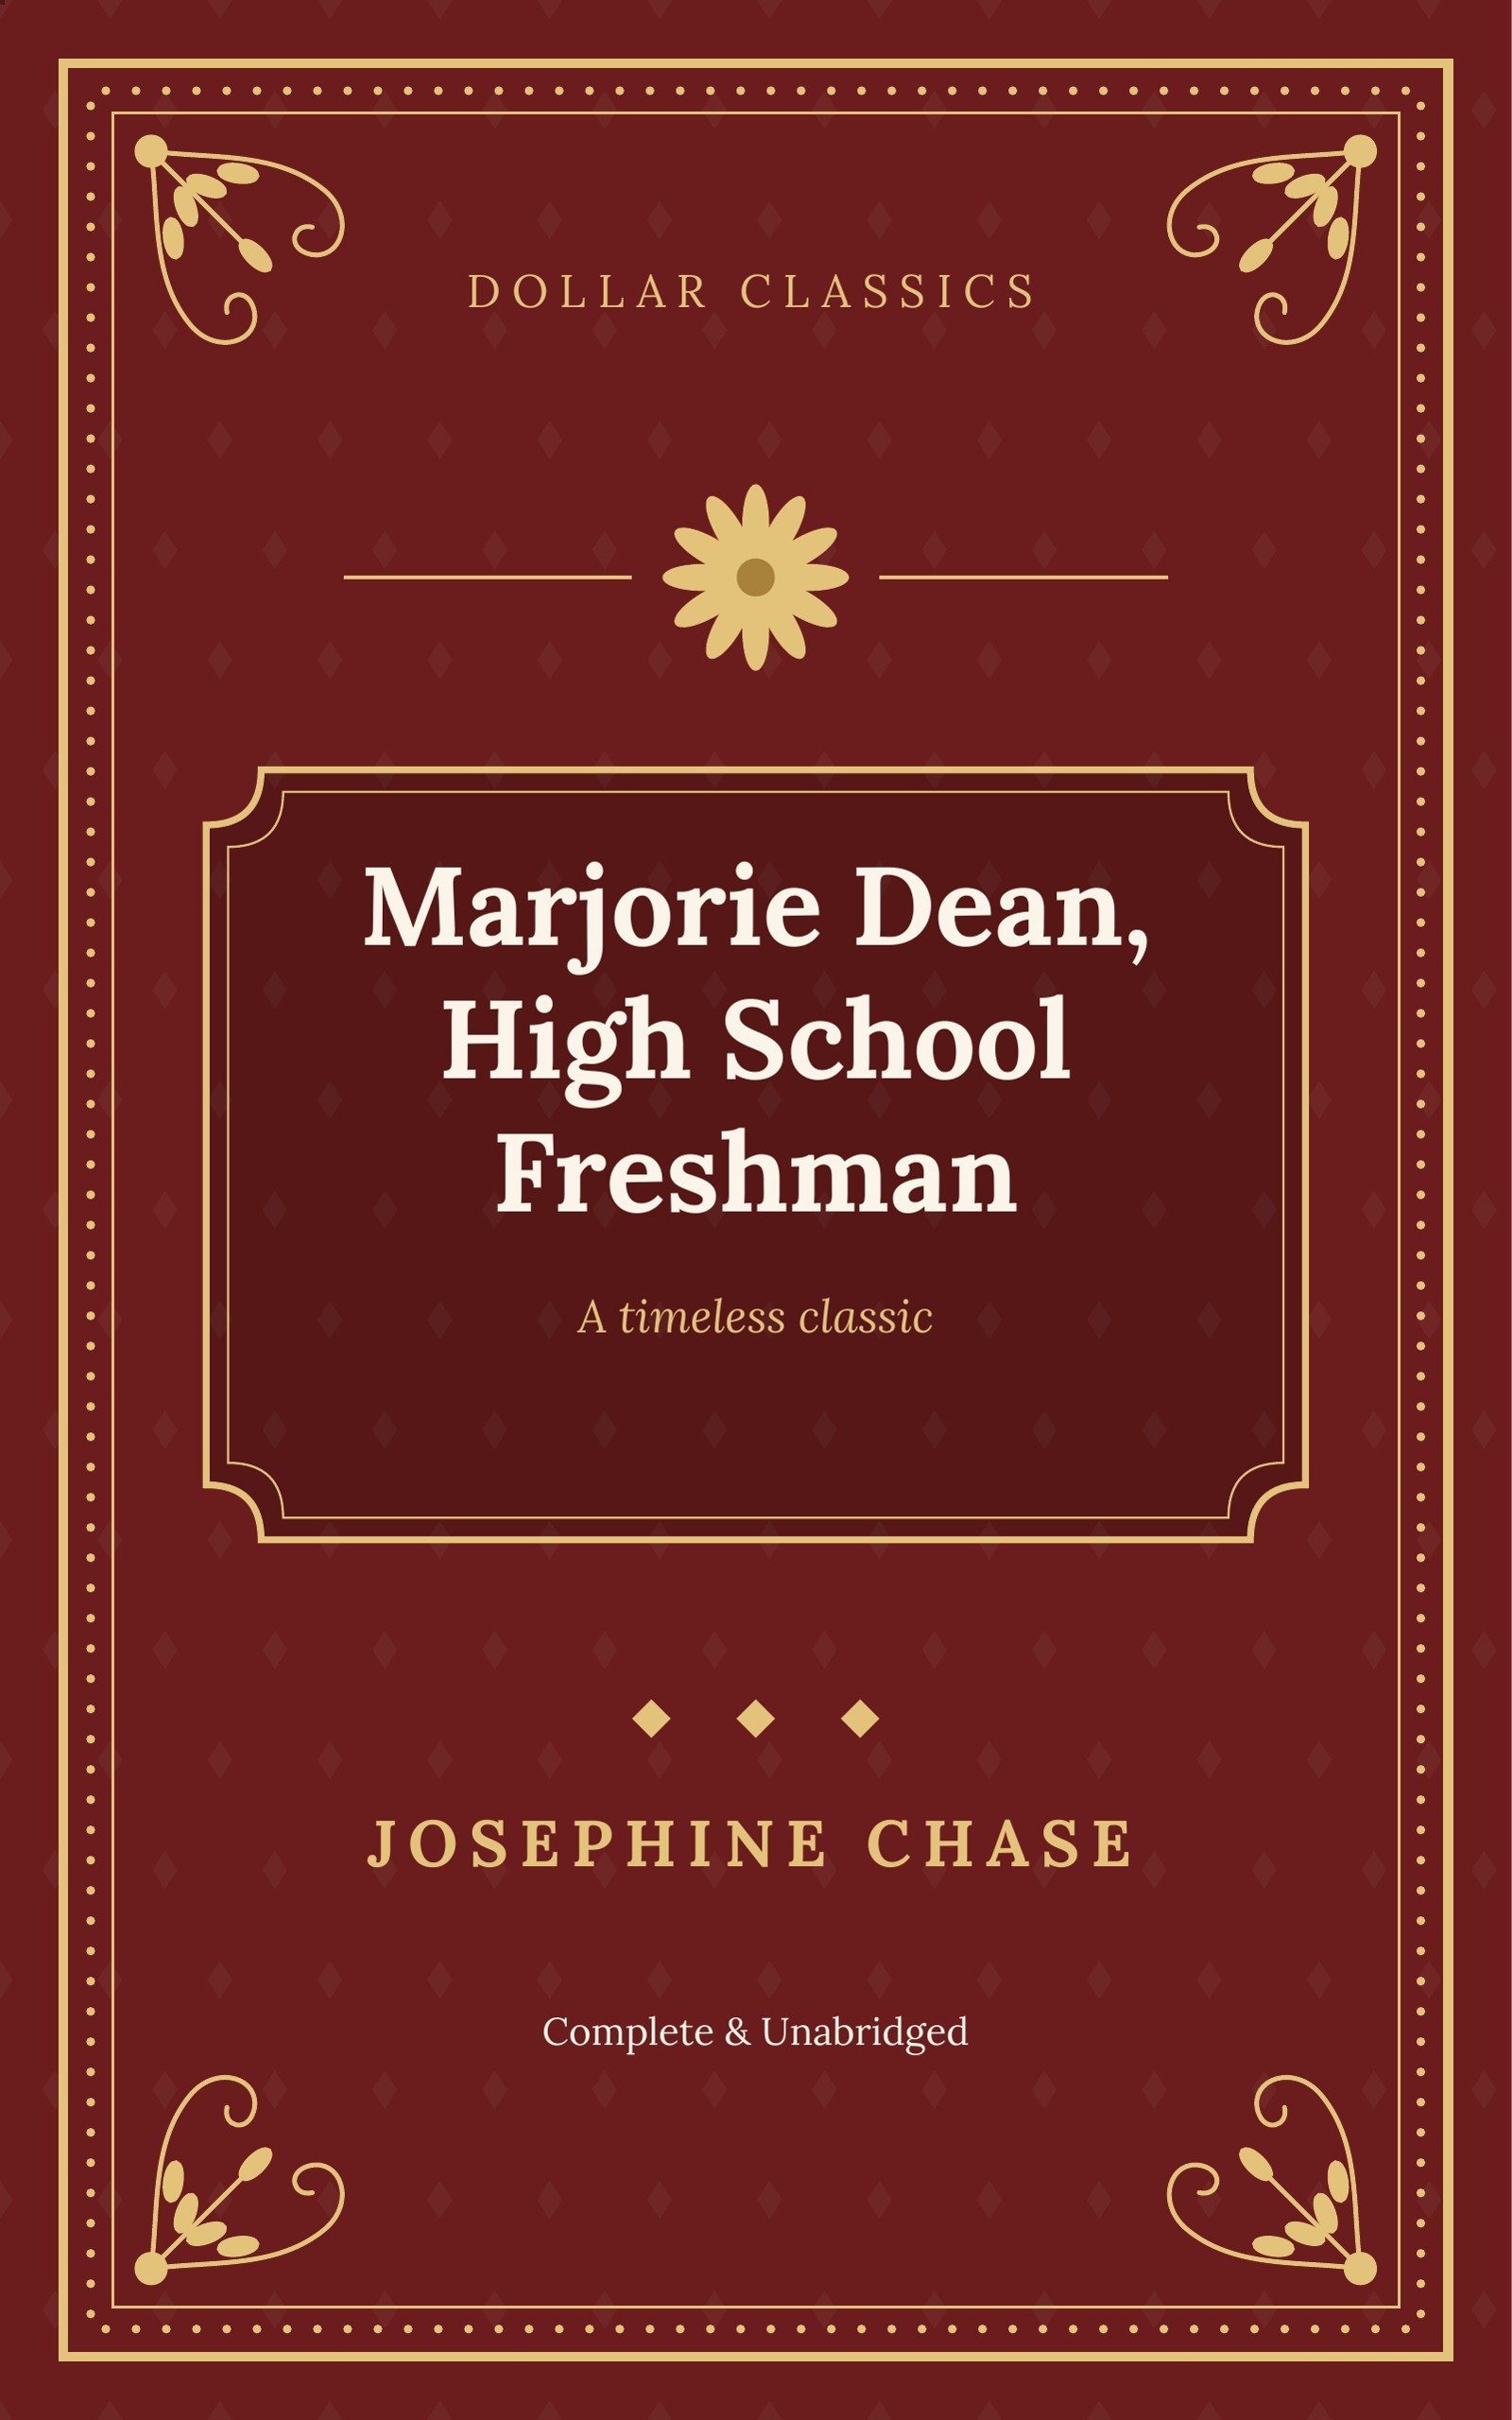 DOLLAR CLASSICS
Marjorie Dean,
High School
Freshman
A timeless classic
JOSEPHINE CHASE
Complete & Unabridged